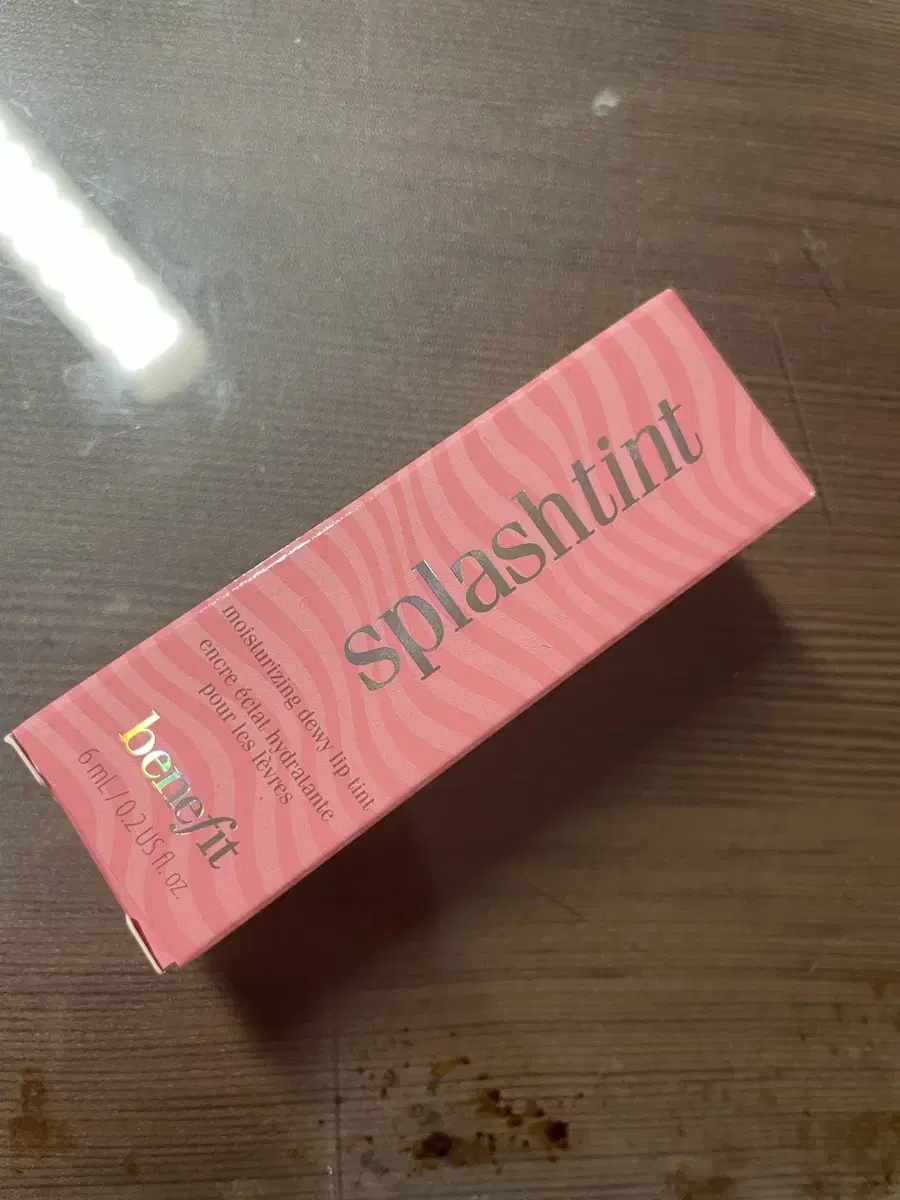 splashtint
moisturizing dewy lip tint
encre éclat hydratante
pour les lèvres
benefit
6 mL / 0.2 US fl. oz.